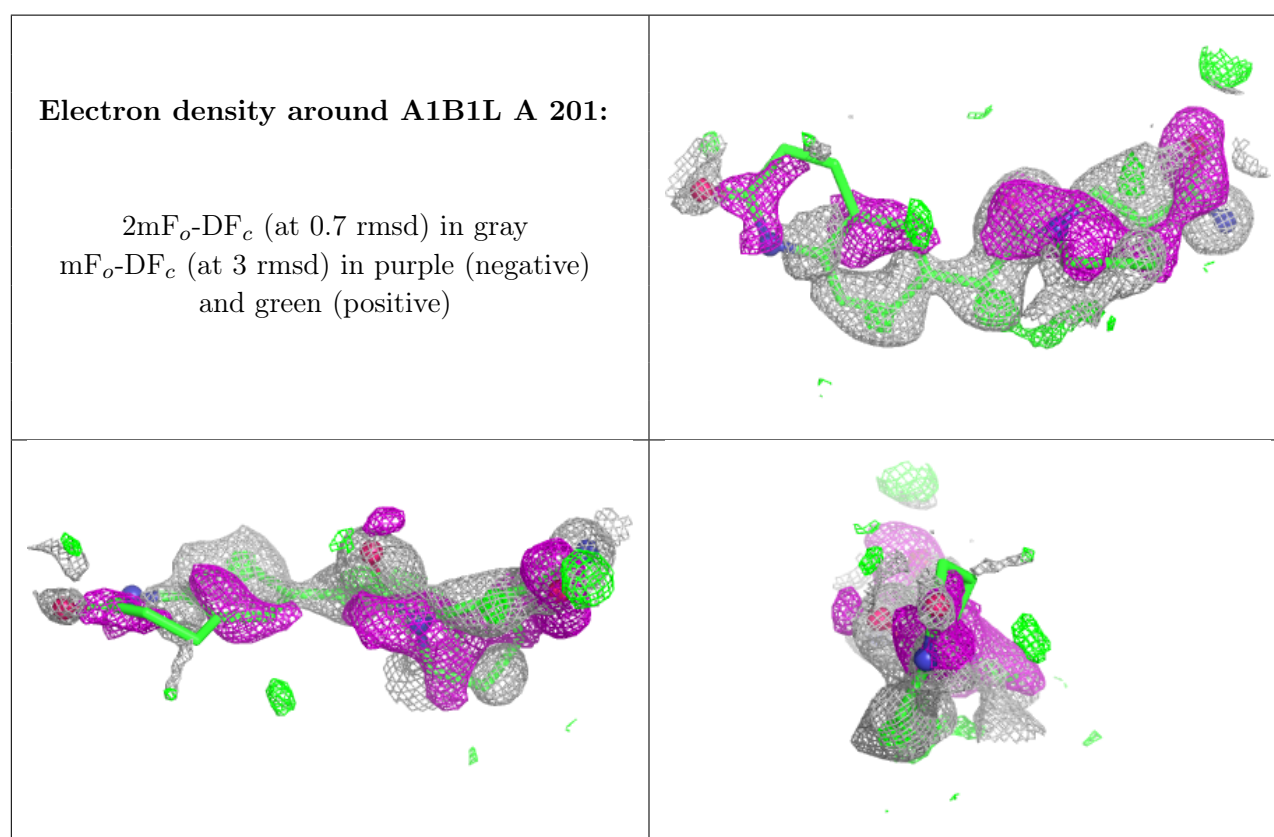 Electron density around A1B1L A 201:
2mFo-DFc (at 0.7 rmsd) in gray
mFo-DFc (at 3 rmsd) in purple (negative)
and green (positive)